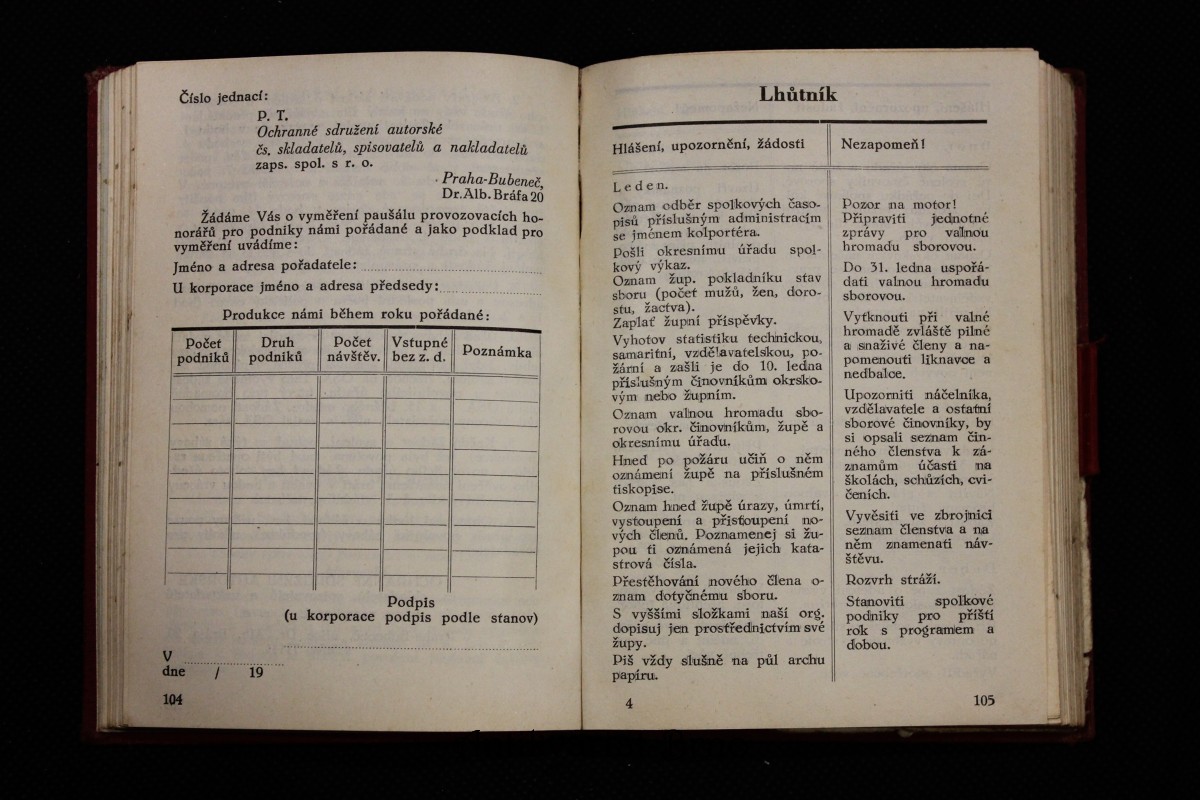 Číslo jednací:
P. T.
Ochranné sdružení autorské
čs. skladatelů, spisovatelů a nakladatelů
zaps. spol. s r. o.
Praha-Bubeneč,
Dr. Alb. Bráfa 20
Žádáme Vás o vyměření paušálu provozovacích ho-
norářů pro podniky námi pořádané a jako podklad pro
vyměření uvádíme:
Jméno a adresa pořadatele:
U korporace jméno a adresa předsedy:
Produkce námi během roku pořádané:
Počet podniků Druh podniků Počet návštěv. Vstupné bez z. d. Poznámka
Podpis
(u korporace podpis podle stanov)
V
dne / 19
104
Lhůtník
Hlášení, upozornění, žádosti
Leden.
Oznam odběr spolkových časo-
pisů příslušným administracím
se jménem kolportéra.
Pošli okresnímu úřadu spol-
kový výkaz.
Oznam žup. pokladníku stav
sboru (počet mužů, žen, doro-
stu, žactva).
Zaplať župní příspěvky.
Vyhotov statistiku technickou,
samaritní, vzdělavatelskou, po-
žární a zašli je do 10. ledna
příslušným činovníkům okrsko-
vým nebo župním.
Oznam valnou hromadu sbo-
rovou okr. činovníkům, župě a
okresnímu úřadu.
Hned po požáru učiň o něm
oznámení župě na příslušném
tiskopise.
Oznam hned župě úrazy, úmrtí,
vystoupení a přistoupení no-
vých členů. Poznamenej si žu-
pou ti oznámená jejich kata-
strová čísla.
Přestěhování nového člena o-
znam dotyčnému sboru.
S vyššími složkami naší org.
dopisuj jen prostřednictvím své
župy.
Piš vždy slušně na půl archu
papíru.
4
Nezapomeň!
Pozor na motor!
Připraviti jednotné
zprávy pro valnou
hromadu sborovou.
Do 31. ledna uspořá-
dati valnou hromadu
sborovou.
Vytknouti při valné
hromadě zvláště pilné
a snaživé členy a na-
pomenouti liknavce a
nedbalce.
Upozorniti náčelníka,
vzdělavatele a ostatní
sborové činovníky, by
si opsali seznam čin-
ného členstva k zá-
znamům účasti na
školách, schůzích, cvi-
čeních.
Vyvěsiti ve zbrojnici
seznam členstva a na
něm znamenati náv-
štěvu.
Rozvrh stráží.
Stanoviti spolkové
podniky pro příští
rok s programem a
dobou.
105